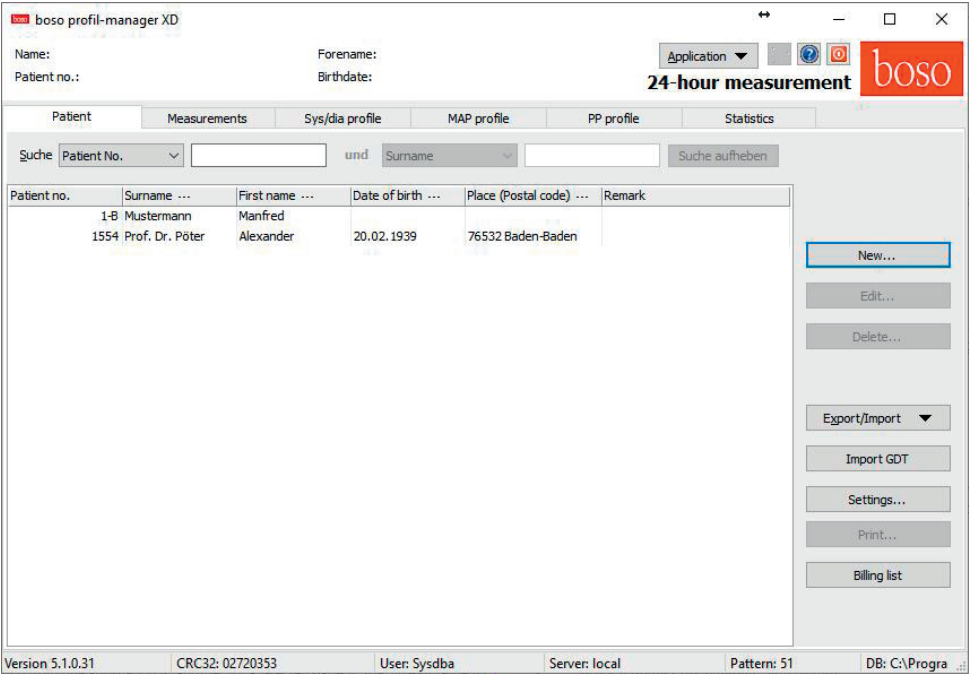 boso boso profil-manager XD
Name: Forename: Application
Patient no.: Birthdate: 24-hour measurement boso
Patient Measurements Sys/dia profile MAP profile PP profile Statistics
Suche Patient No. und Surname Suche aufheben
Patient no. Surname ... First name ... Date of birth ... Place (Postal code) ... Remark
1-B Mustermann Manfred
1554 Prof. Dr. Pöter Alexander 20.02.1939 76532 Baden-Baden
New...
Edit...
Delete...
Export/Import
Import GDT
Settings...
Print...
Billing list
Version 5.1.0.31 CRC32: 02720353 User: Sysdba Server: local Pattern: 51 DB: C:\Progra